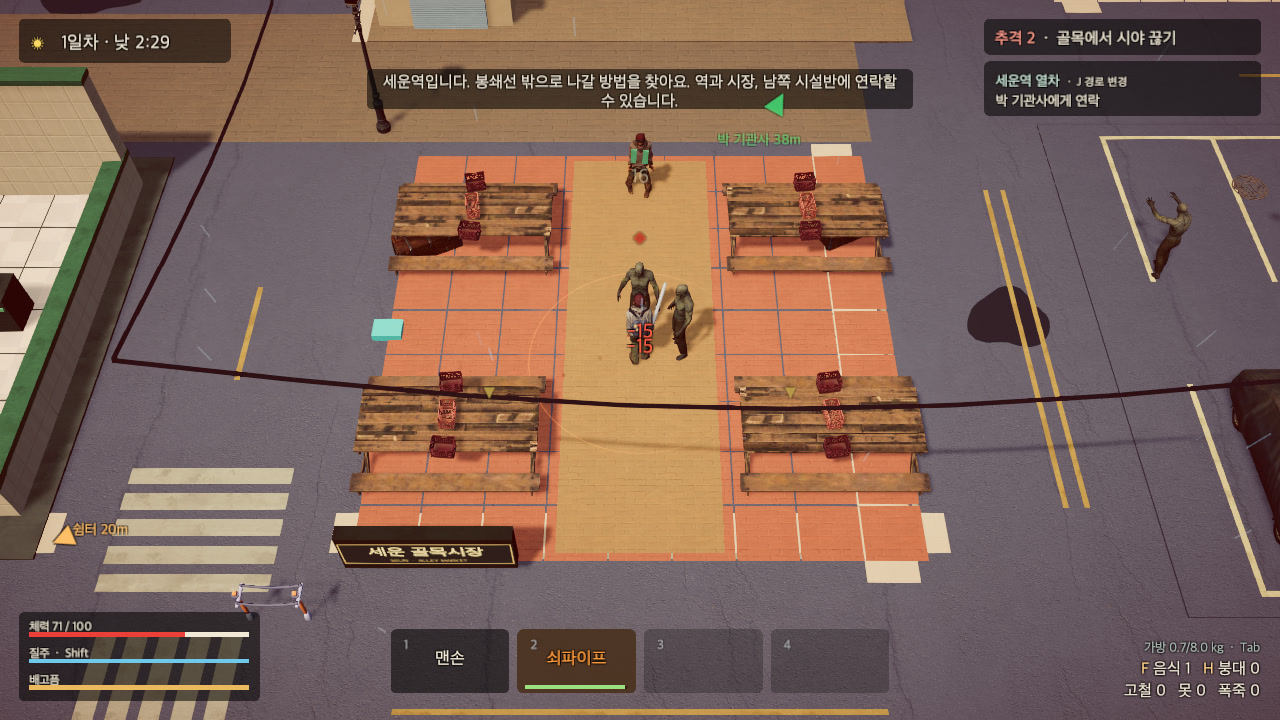 1일차 · 낮 2:29
추격 2 · 골목에서 시야 끊기
세운역입니다. 봉쇄선 밖으로 나갈 방법을 찾아요. 역과 시장, 남쪽 시설반에 연락할
수 있습니다.
세운역 열차 · J 경로 변경
박 기관사에게 연락
박 기관사 38m
-15
-15
쉼터 20m
세운 골목시장
체력 71 / 100
질주 · Shift
배고픔
1 맨손
2 쇠파이프
3
4
가방 0.7/8.0 kg · Tab
F 음식 1 H 붕대 0
고철 0 못 0 폭죽 0